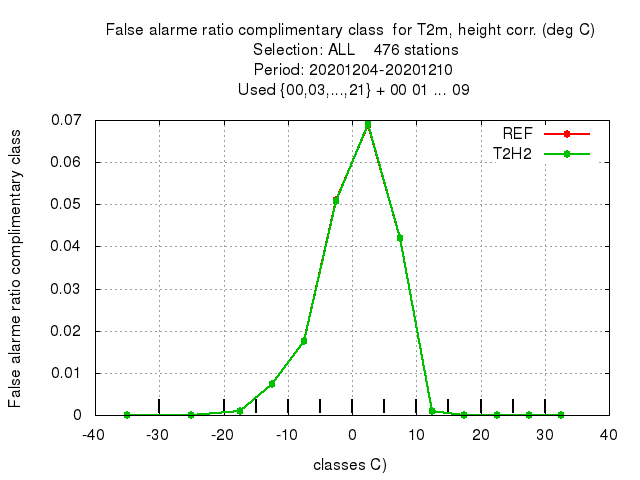 False alarme ratio complimentary class  for T2m, height corr. (deg C)
Selection: ALL    476 stations
Period: 20201204-20201210
Used {00,03,...,21} + 00 01 ... 09
False alarme ratio complimentary class
0.07
0.06
0.05
0.04
0.03
0.02
0.01
0
REF
T2H2
-40 -30 -20 -10 0 10 20 30 40
classes C)